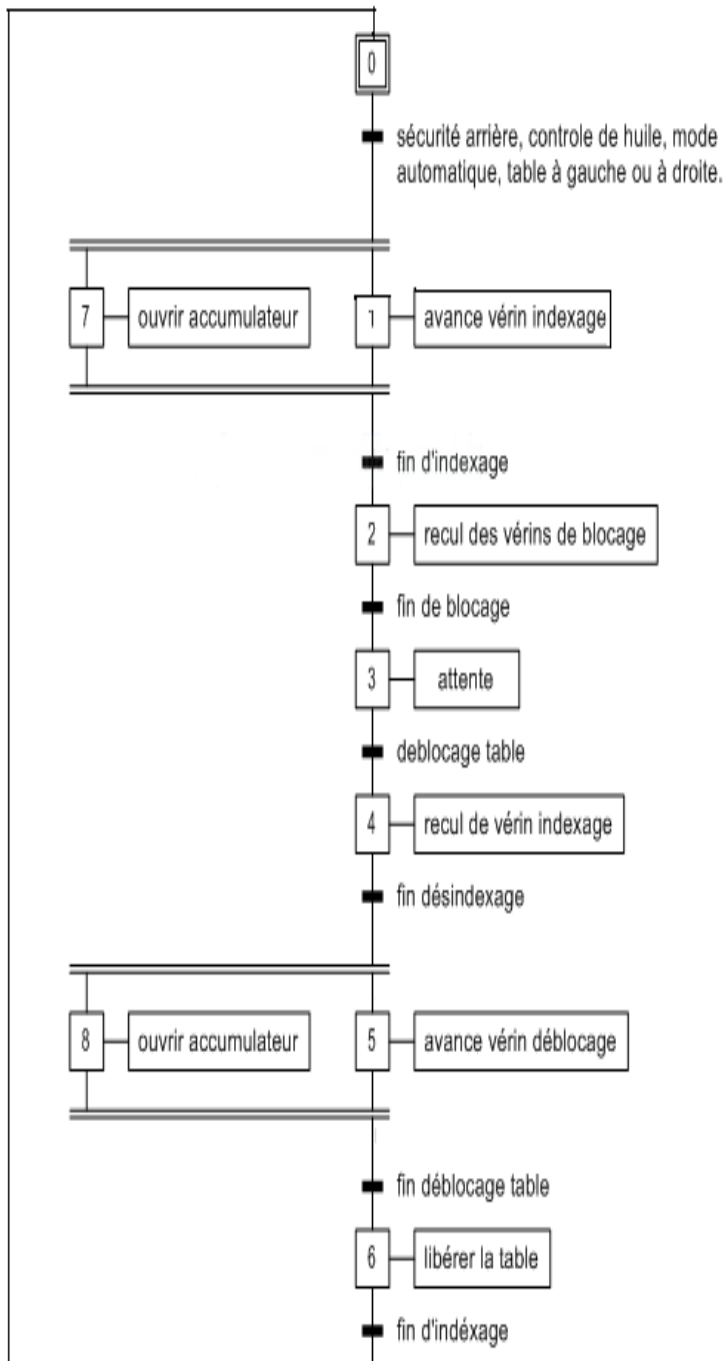 0
sécurité arrière, controle de huile, mode
automatique, table à gauche ou à droite.
7 ouvrir accumulateur 1 avance vérin indexage
fin d'indexage
2 recul des vérins de blocage
fin de blocage
3 attente
deblocage table
4 recul de vérin indexage
fin désindexage
8 ouvrir accumulateur 5 avance vérin déblocage
fin déblocage table
6 libérer la table
fin d'indéxage